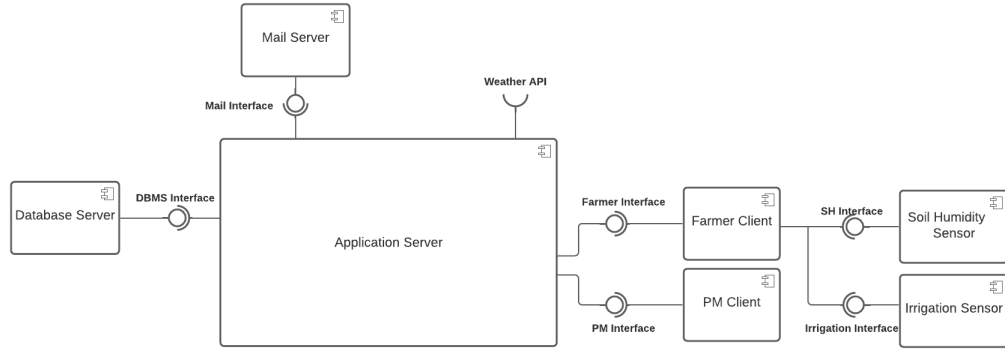 Mail Server
Mail Interface
Weather API
Database Server
DBMS Interface
Application Server
Farmer Interface
Farmer Client
SH Interface
Soil Humidity
Sensor
PM Interface
PM Client
Irrigation Interface
Irrigation Sensor